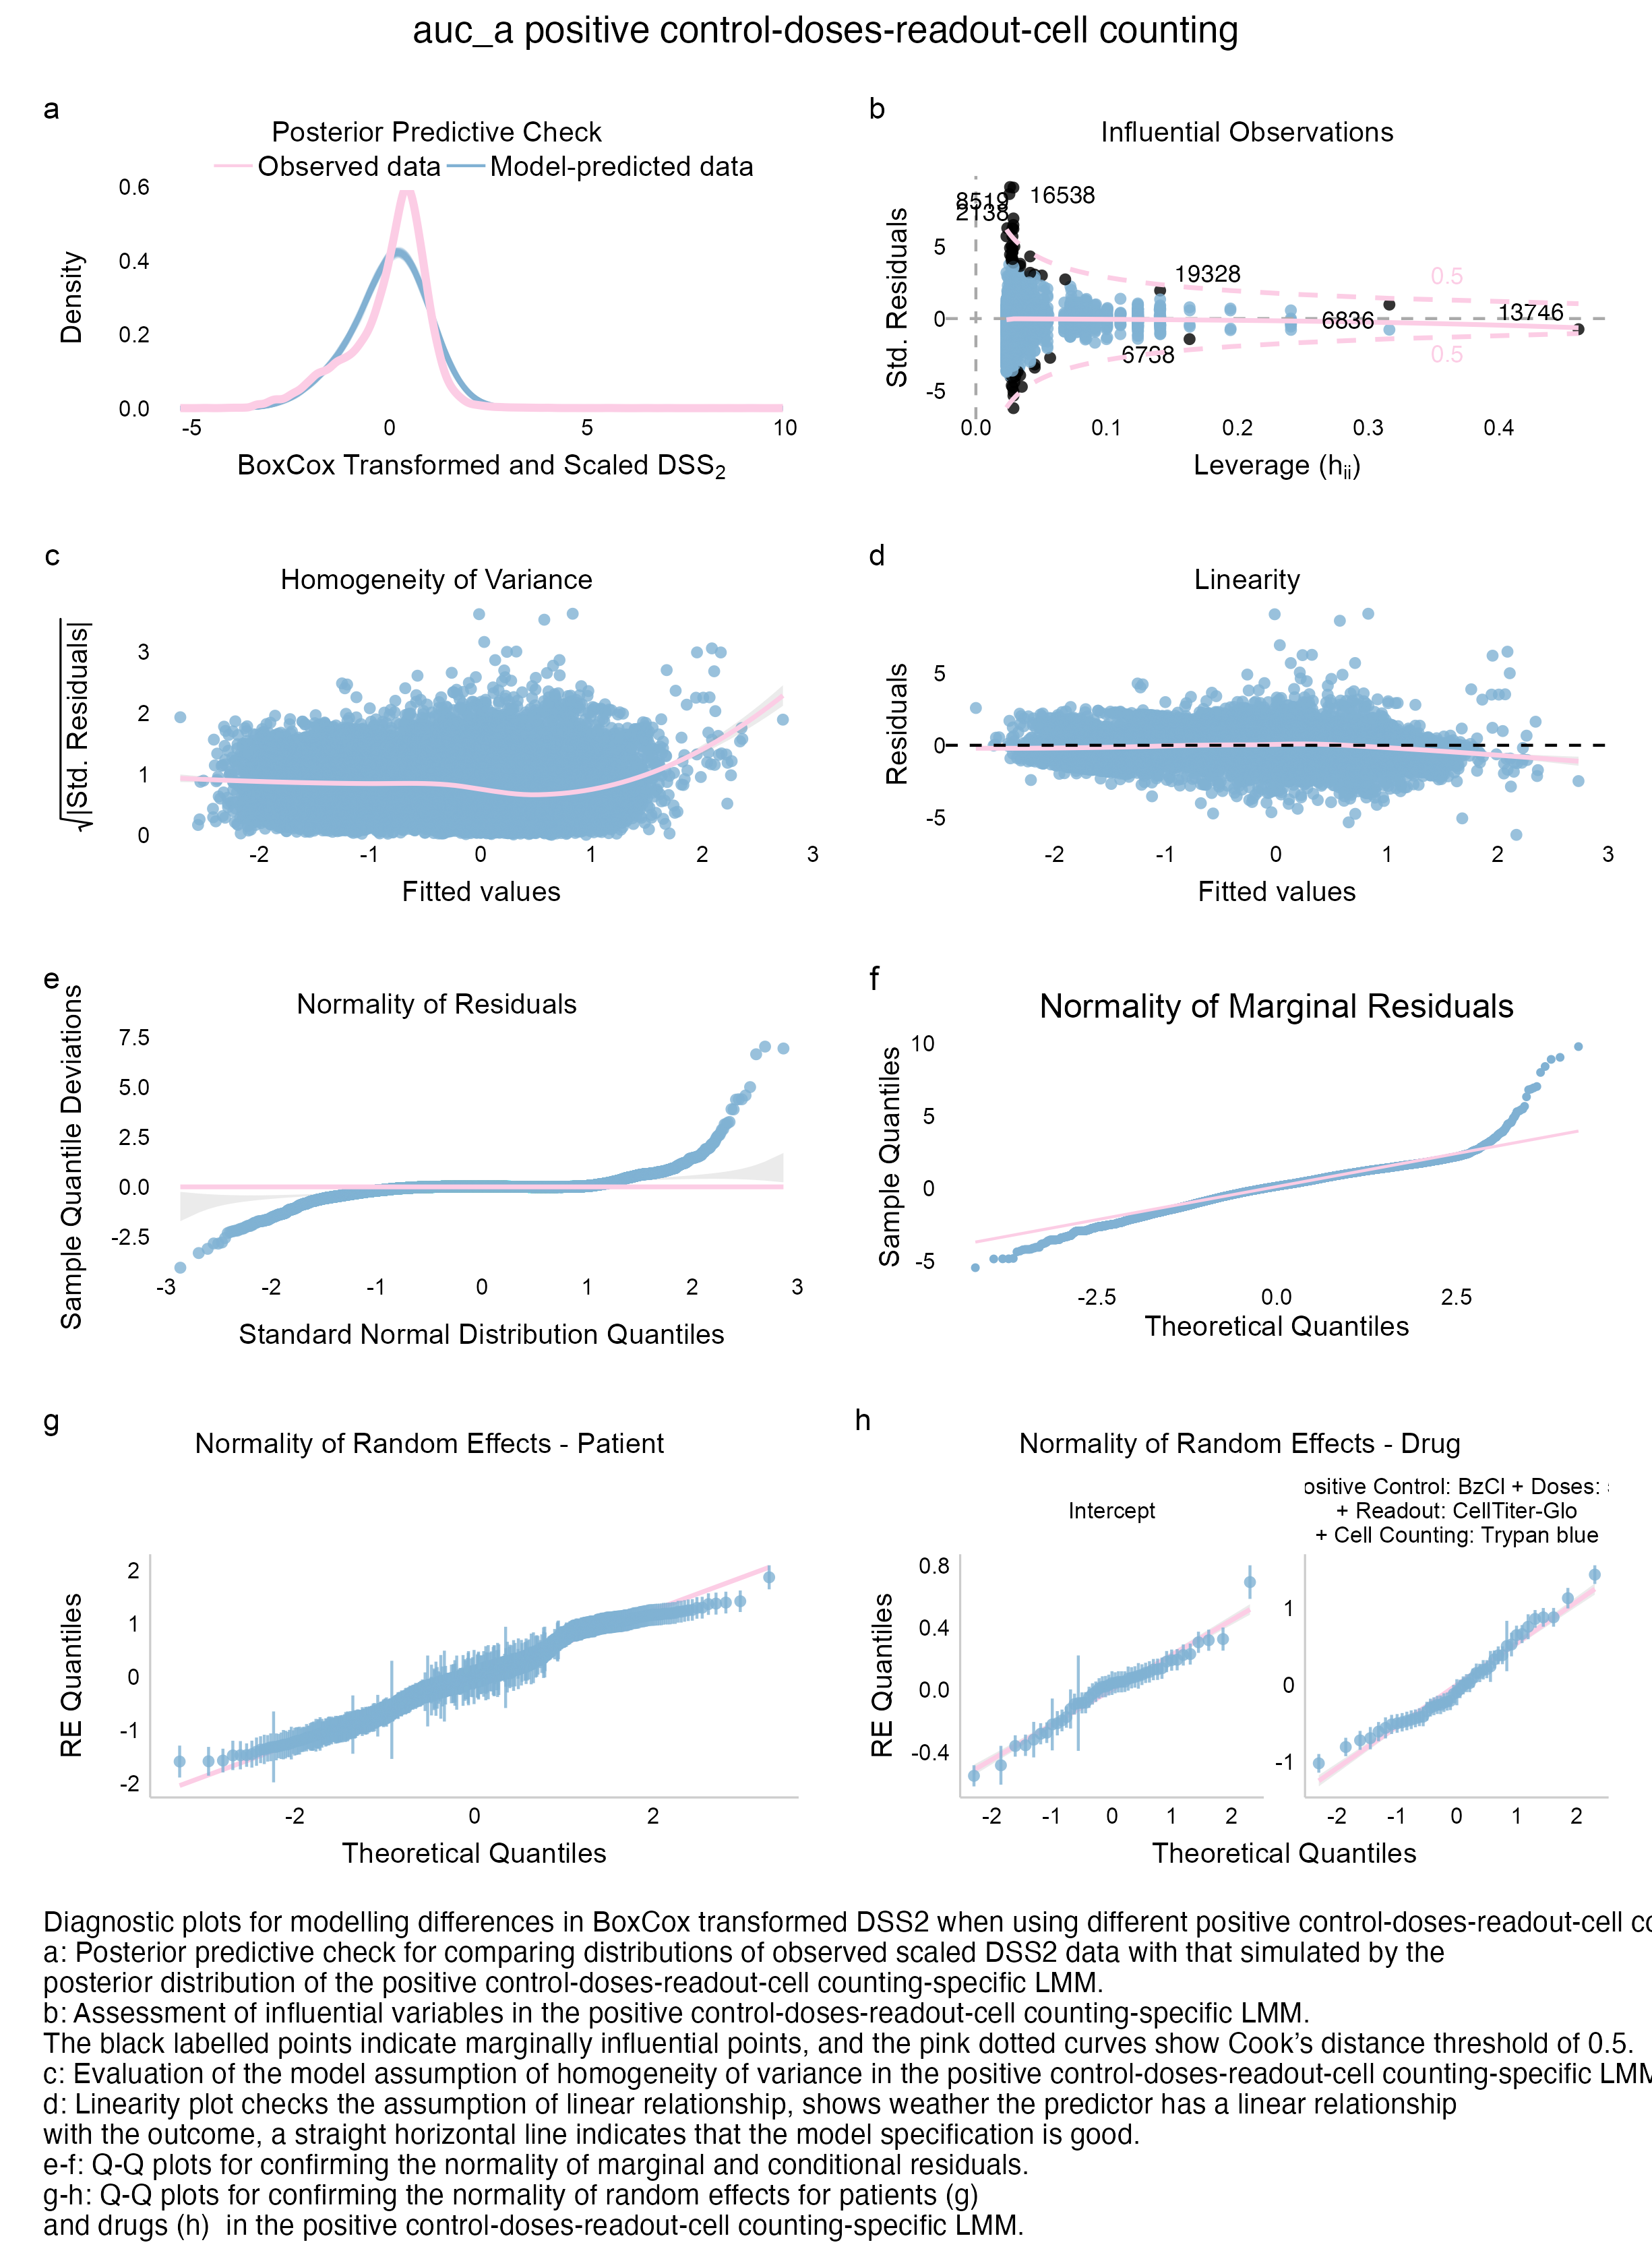 auc_a positive control-doses-readout-cell counting
a
Posterior Predictive Check
Observed data
Model-predicted data
Density
0.6
0.4
0.2
0.0
-5
0
5
10
BoxCox Transformed and Scaled DSS2
b
Influential Observations
Std. Residuals
5
0
-5
8519
2138
16538
19328
0.5
13746
6836
6738
0.5
0.0
0.1
0.2
0.3
0.4
Leverage (hii)
c
Homogeneity of Variance
√|Std. Residuals|
3
2
1
0
-2
-1
0
1
2
3
Fitted values
d
Linearity
Residuals
5
0
-5
-2
-1
0
1
2
3
Fitted values
e
Normality of Residuals
Sample Quantile Deviations
7.5
5.0
2.5
0.0
-2.5
-3
-2
-1
0
1
2
3
Standard Normal Distribution Quantiles
f
Normality of Marginal Residuals
Sample Quantiles
10
5
0
-5
-2.5
0.0
2.5
Theoretical Quantiles
g
Normality of Random Effects - Patient
RE Quantiles
2
1
0
-1
-2
-2
0
2
Theoretical Quantiles
h
Normality of Random Effects - Drug
Intercept
ositive Control: BzCl + Doses:
+ Readout: CellTiter-Glo
+ Cell Counting: Trypan blue
RE Quantiles
0.8
0.4
0.0
-0.4
-2
-1
0
1
2
1
0
-1
-2
-1
0
1
2
Theoretical Quantiles
Diagnostic plots for modelling differences in BoxCox transformed DSS2 when using different positive control-doses-readout-cell co
a: Posterior predictive check for comparing distributions of observed scaled DSS2 data with that simulated by the
posterior distribution of the positive control-doses-readout-cell counting-specific LMM.
b: Assessment of influential variables in the positive control-doses-readout-cell counting-specific LMM.
The black labelled points indicate marginally influential points, and the pink dotted curves show Cook’s distance threshold of 0.5.
c: Evaluation of the model assumption of homogeneity of variance in the positive control-doses-readout-cell counting-specific LMM
d: Linearity plot checks the assumption of linear relationship, shows weather the predictor has a linear relationship
with the outcome, a straight horizontal line indicates that the model specification is good.
e-f: Q-Q plots for confirming the normality of marginal and conditional residuals.
g-h: Q-Q plots for confirming the normality of random effects for patients (g)
and drugs (h)  in the positive control-doses-readout-cell counting-specific LMM.